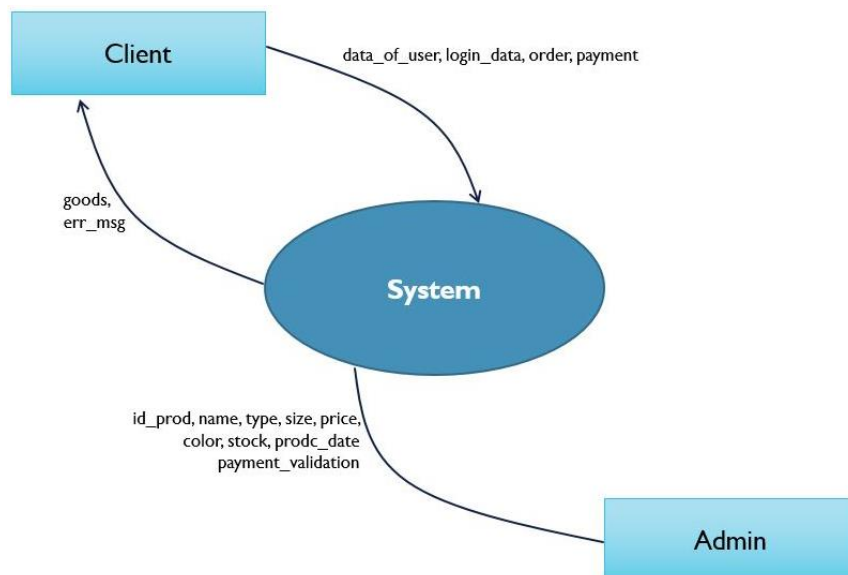 Client
data_of_user, login_data, order, payment
goods,
err_msg
System
id_prod, name, type, size, price,
color, stock, prodc_date
payment_validation
Admin